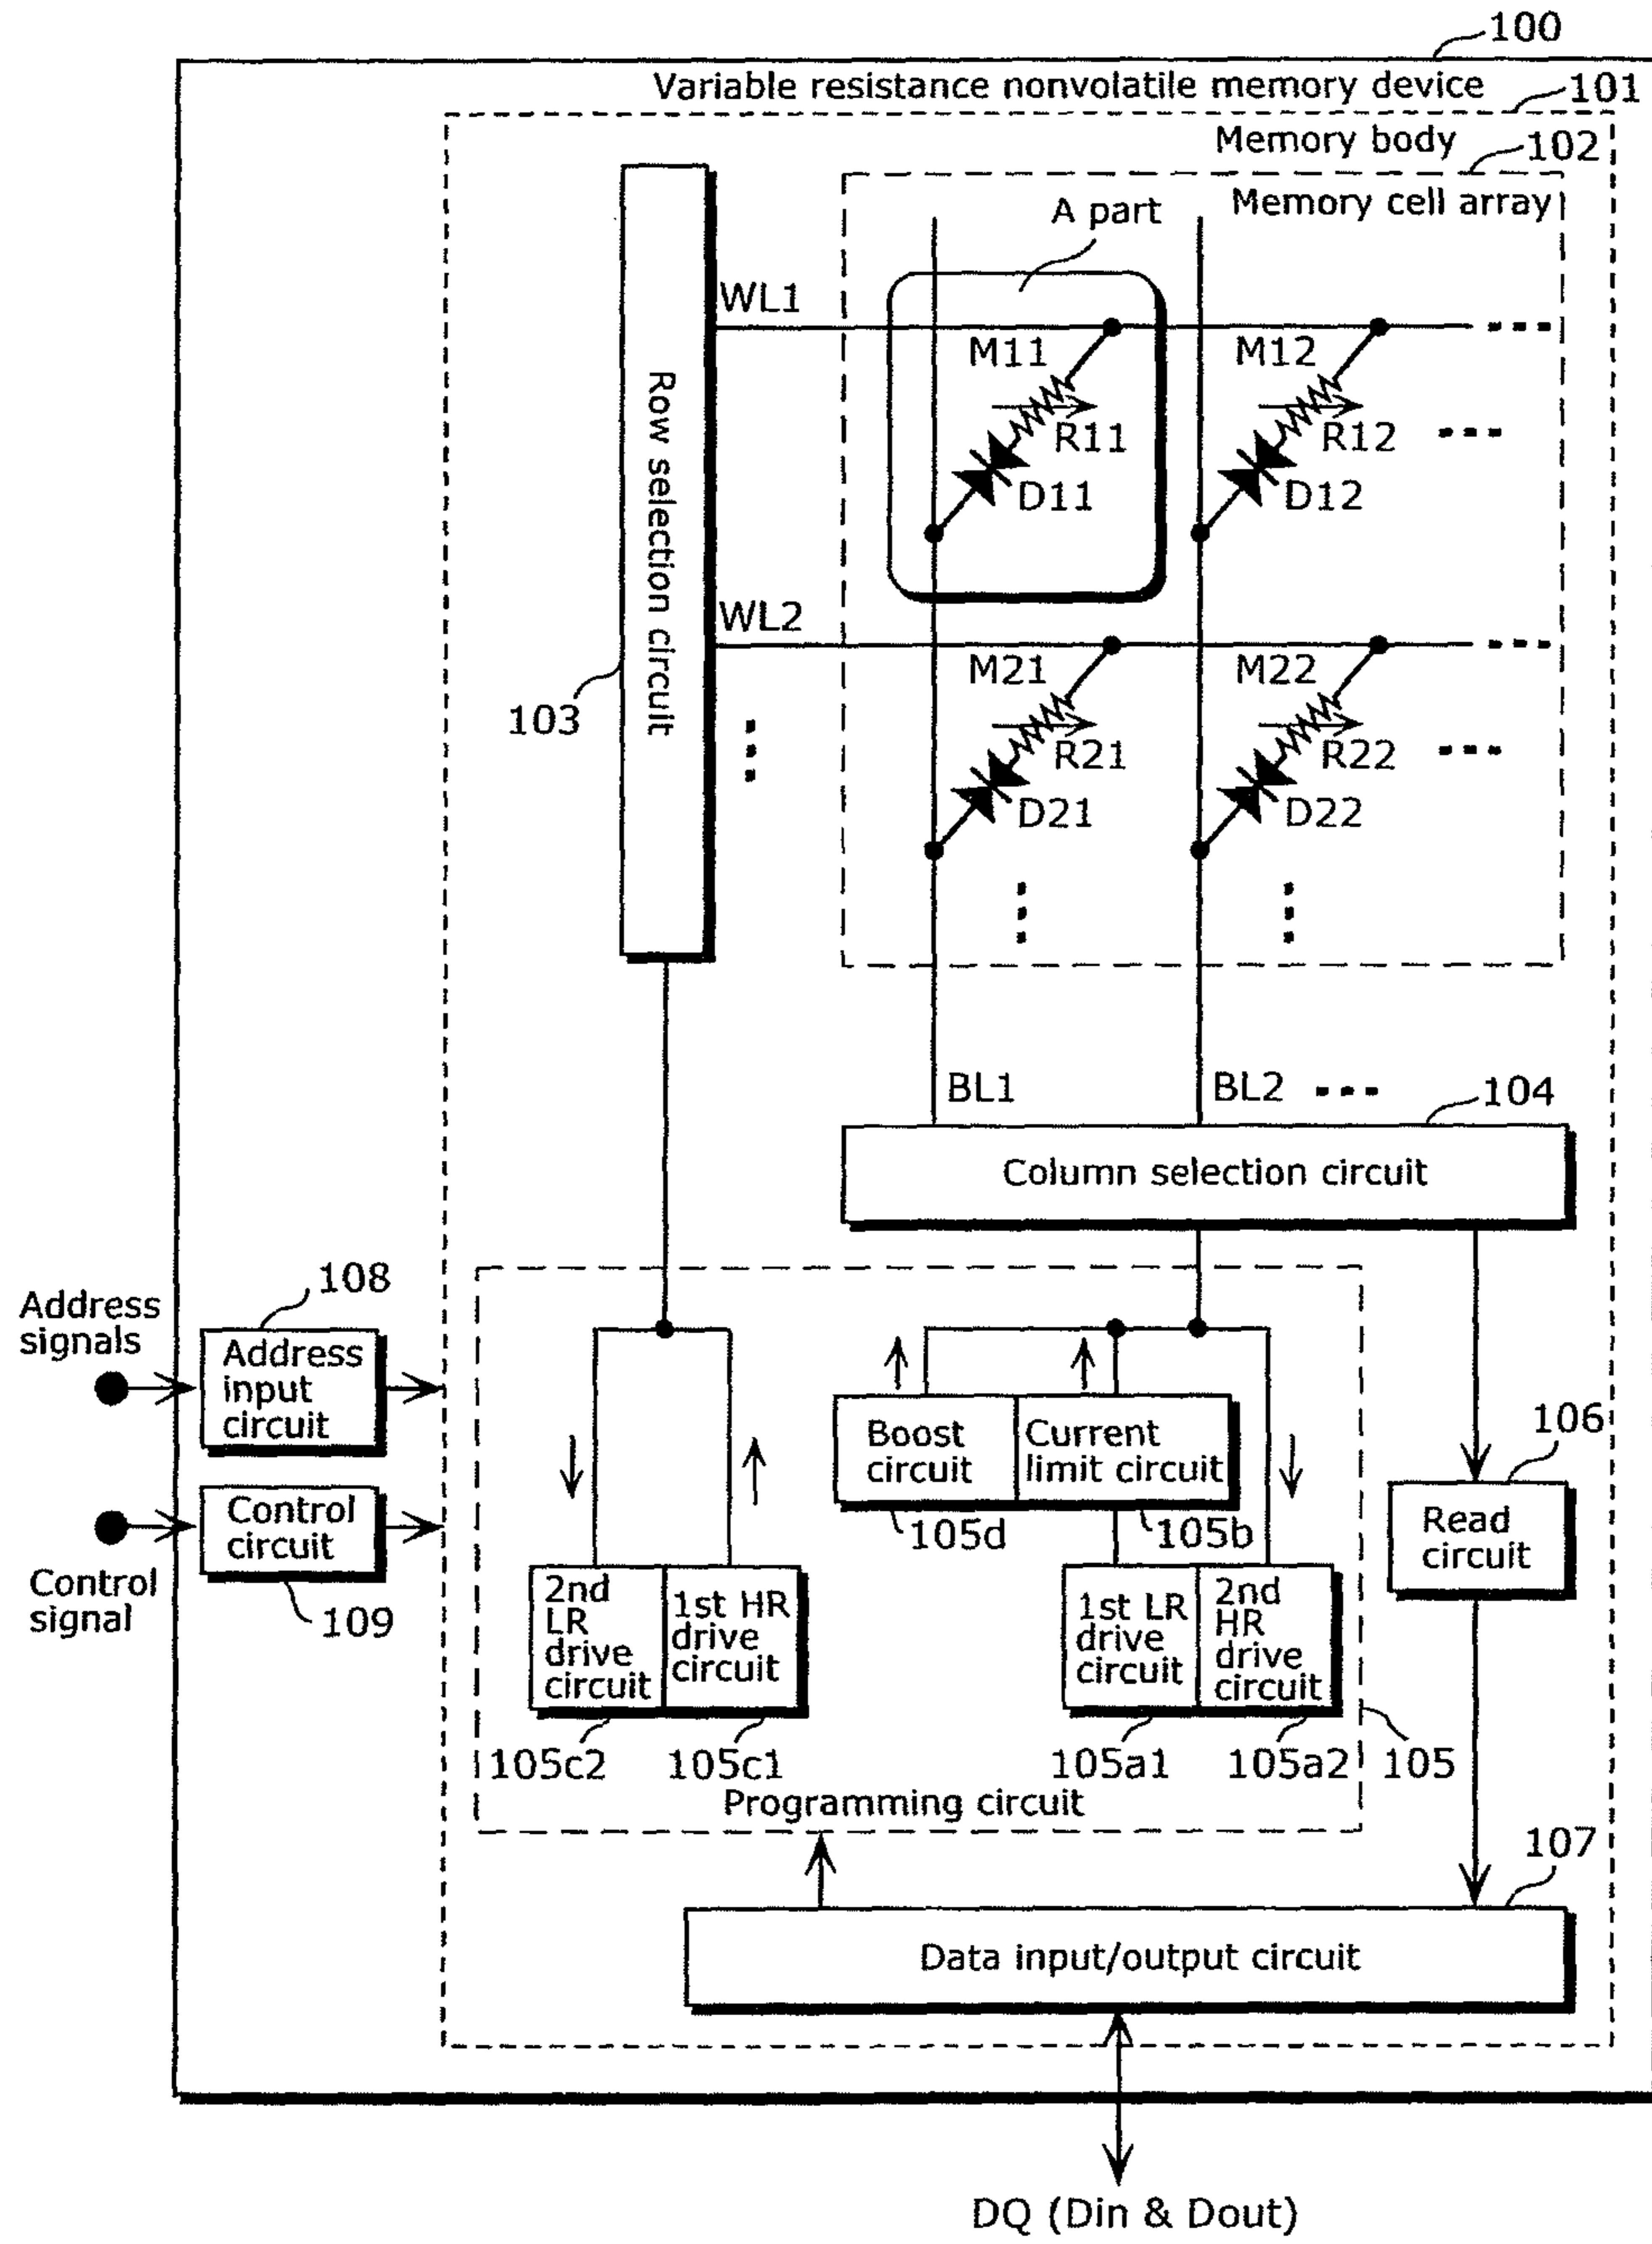 100
Variable resistance nonvolatile memory device
101
Memory body
102
Memory cell array
A part
WL1
M11
M12
R11
R12
D11
D12
Row selection circuit
103
WL2
M21
M22
R21
R22
D21
D22
BL1
BL2
104
Column selection circuit
Address
signals
108
Address
input
circuit
Control
signal
Control
circuit
109
Boost
circuit
105d
Current
limit circuit
105b
106
Read
circuit
2nd
LR
drive
circuit
105c2
1st HR
drive
circuit
105c1
1st LR
drive
circuit
105a1
2nd
HR
drive
circuit
105a2
105
Programming circuit
107
Data input/output circuit
DQ (Din & Dout)